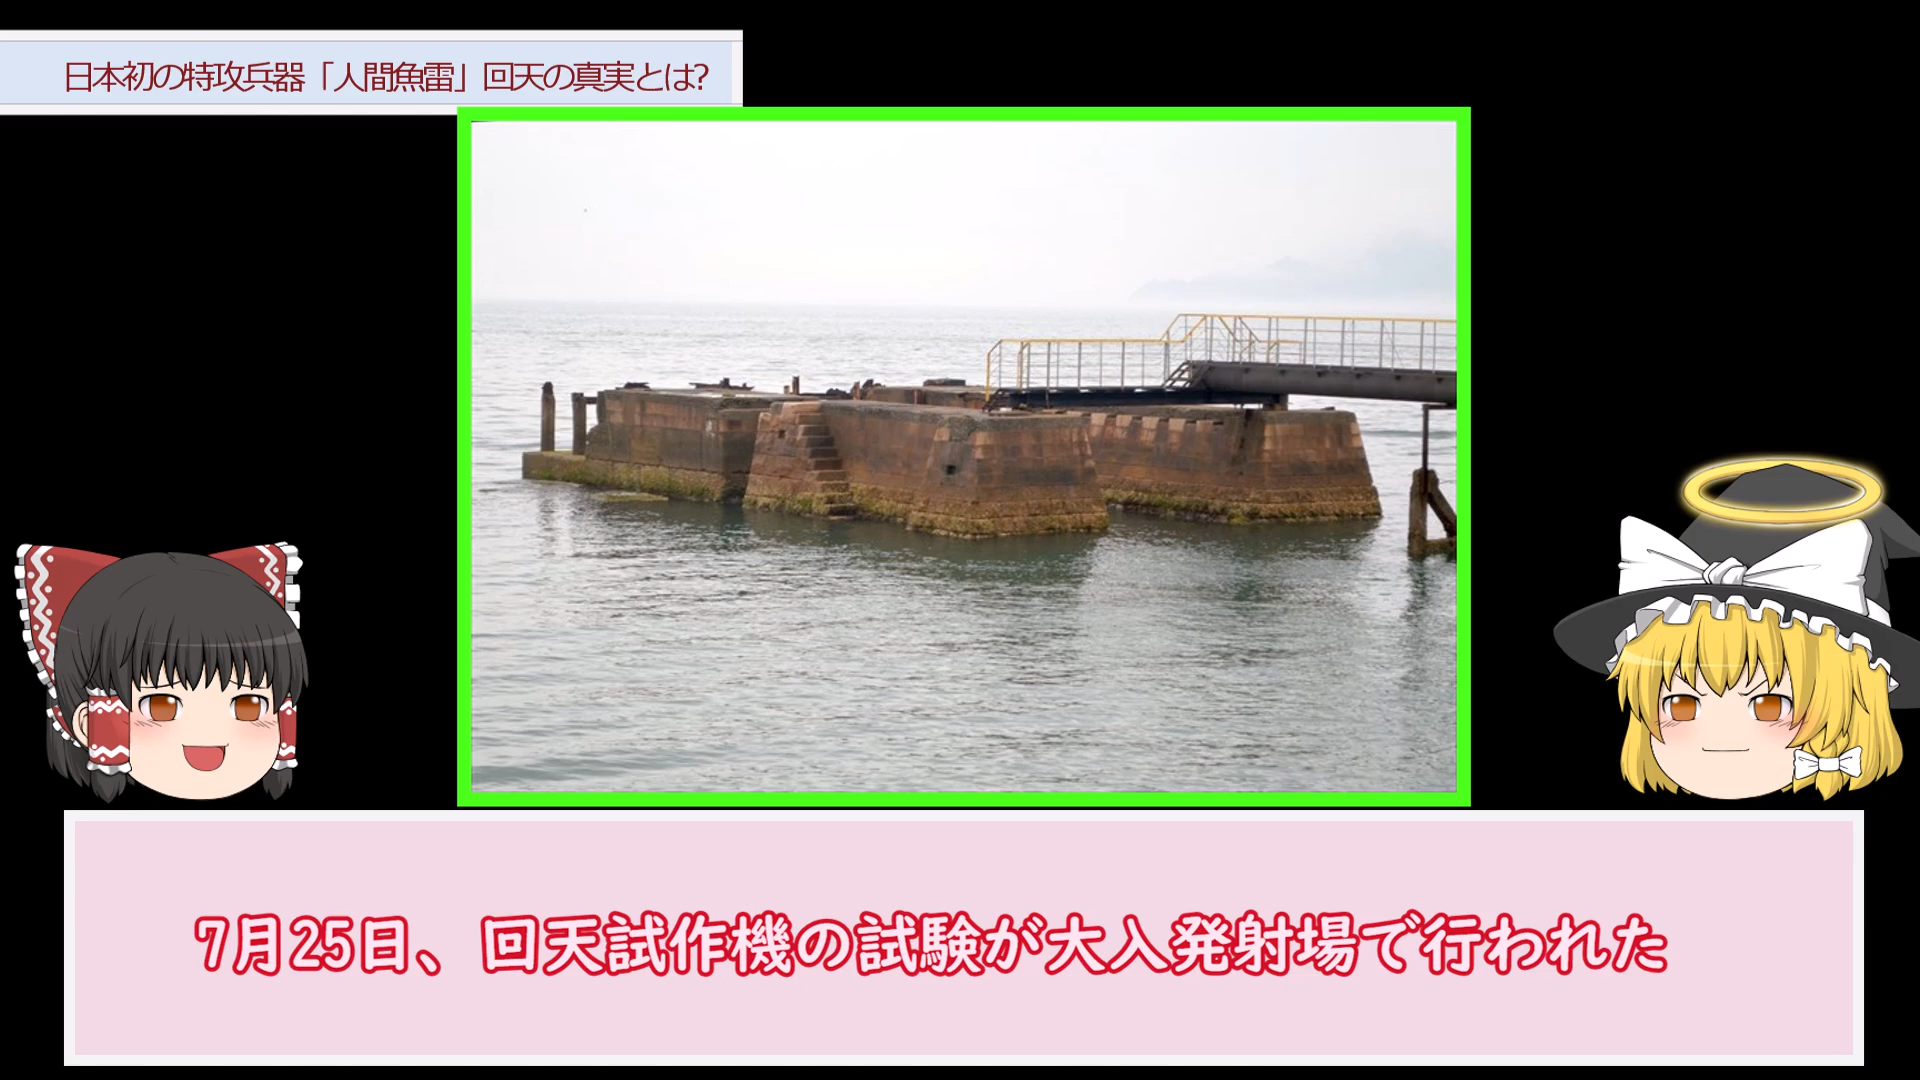 日本初の特攻兵器「人間魚雷」回天の真実とは?
7月25日、回天試作機の試験が大入発射場で行われた